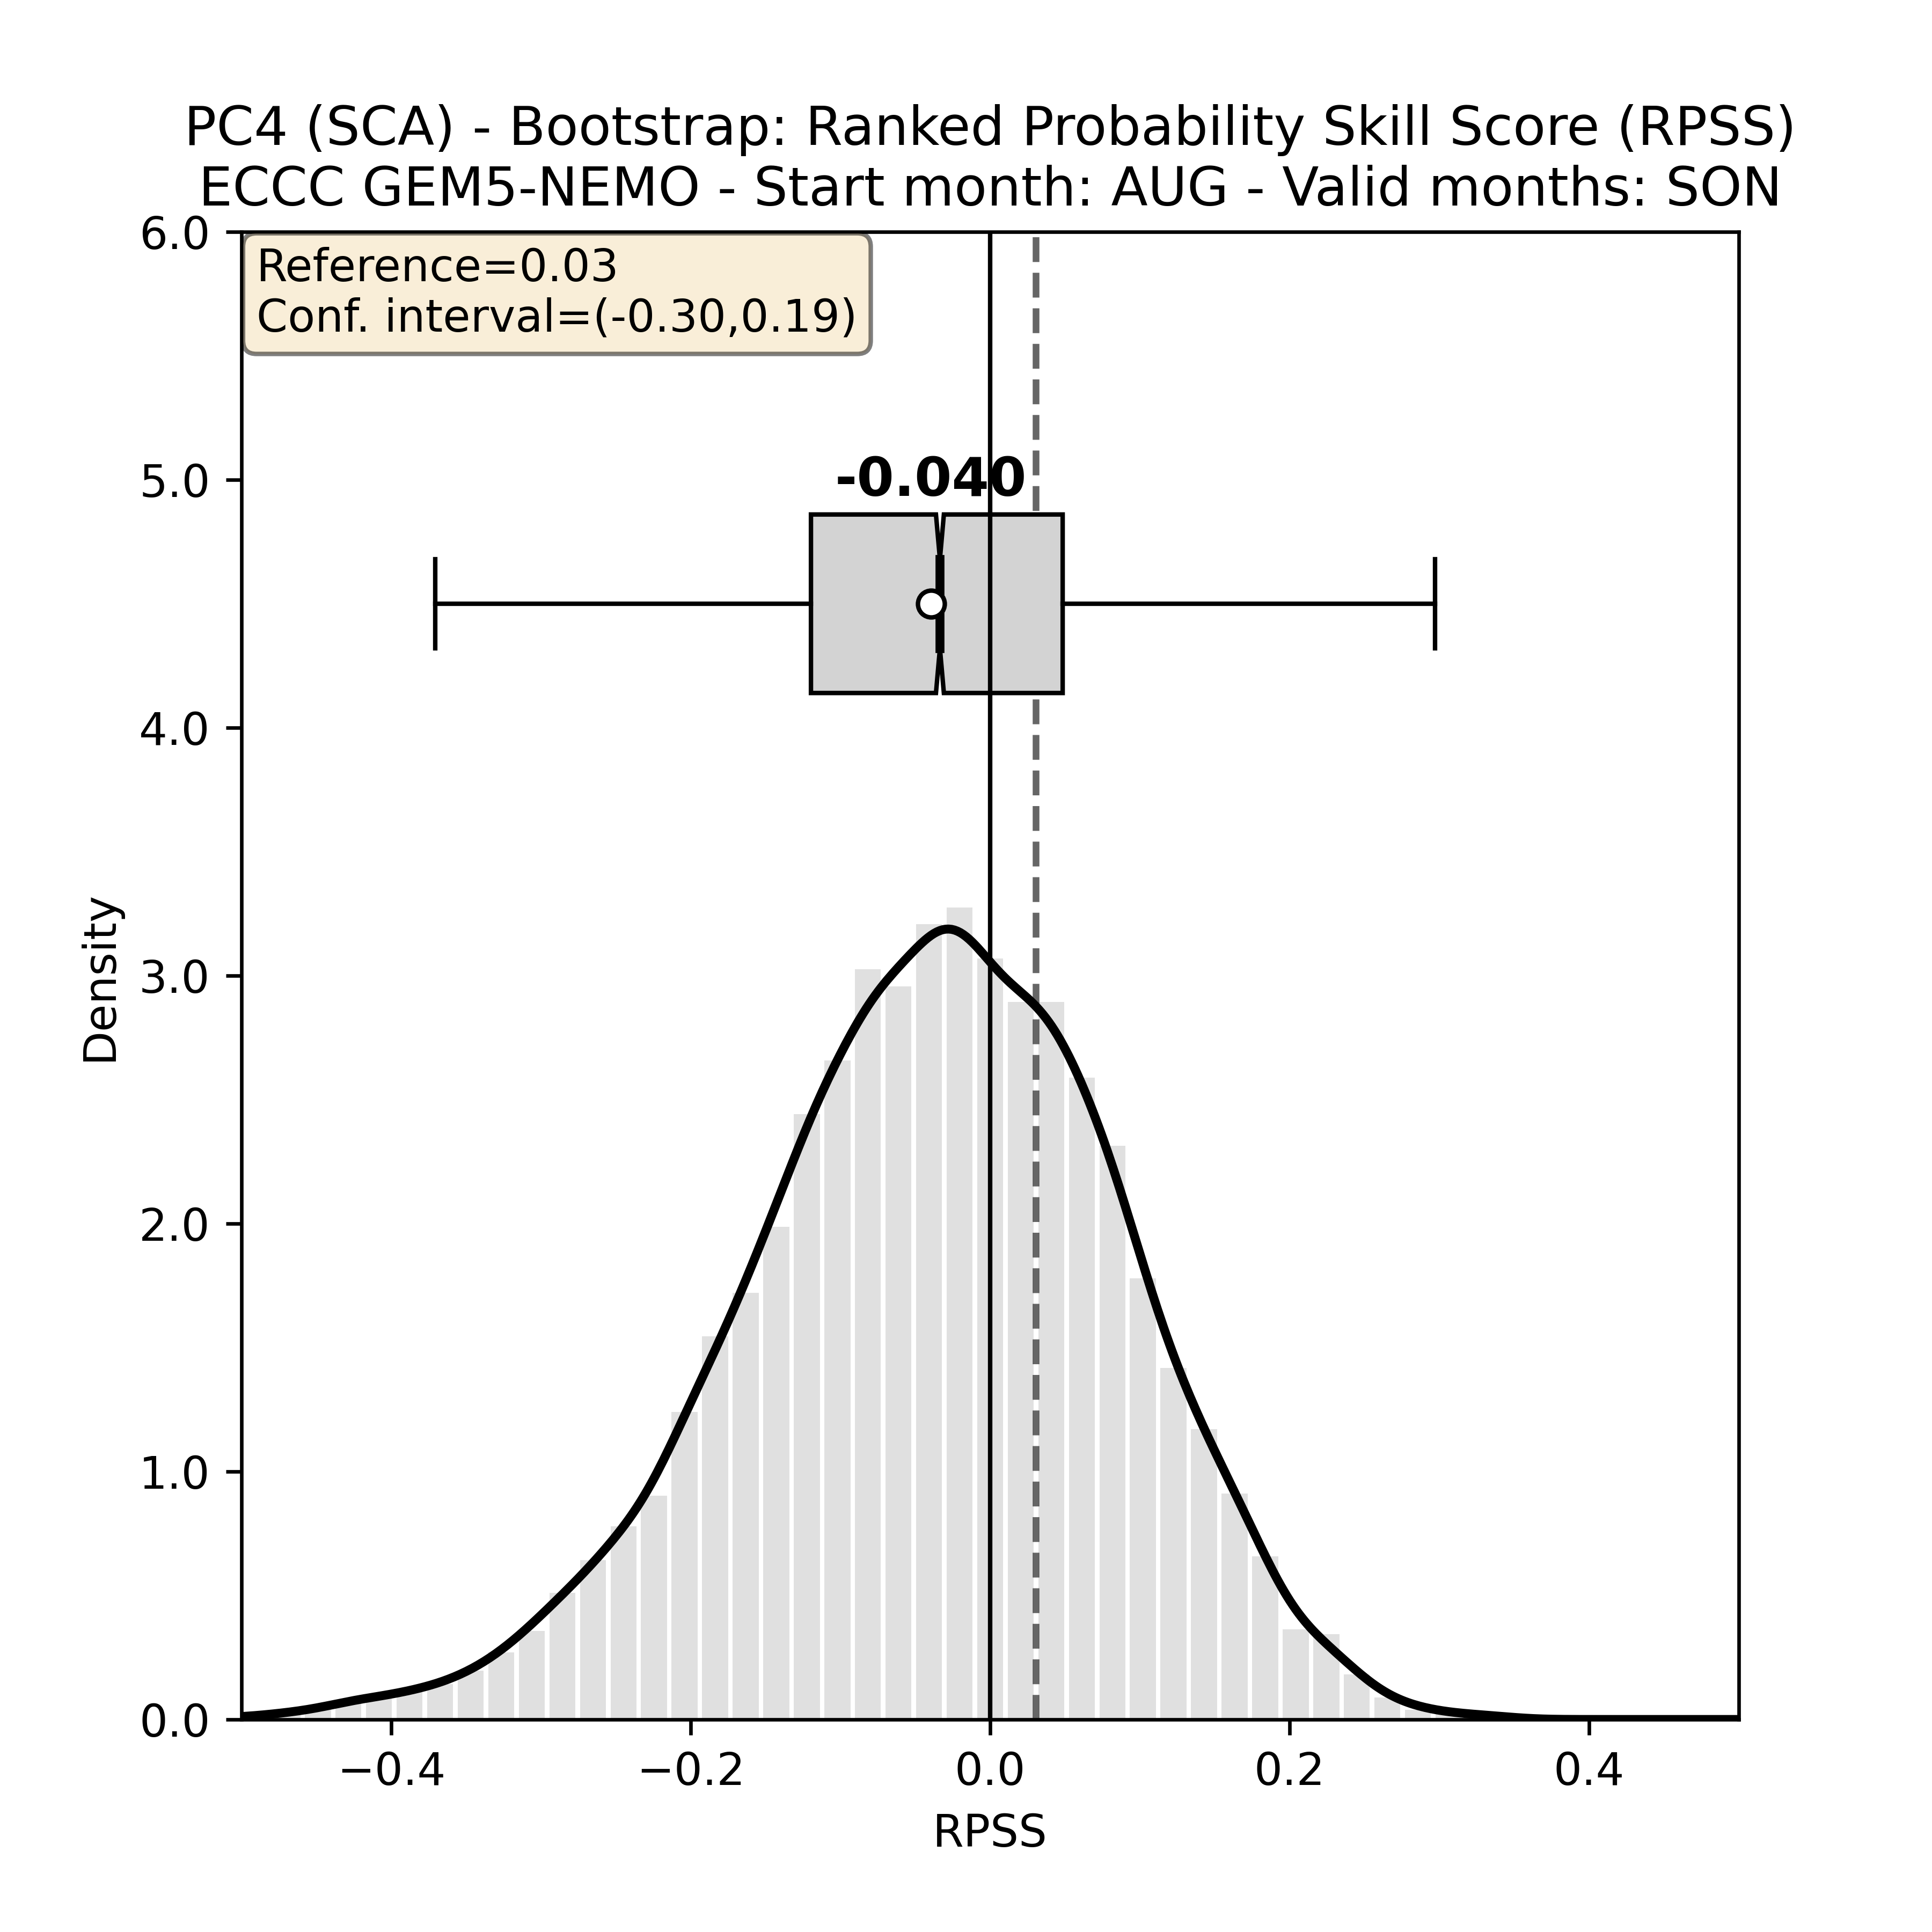 PC4 (SCA) - Bootstrap: Ranked Probability Skill Score (RPSS)
ECCC GEM5-NEMO - Start month: AUG - Valid months: SON
6.0
Reference=0.03
Conf. interval=(-0.30,0.19)
5.0
-0.040
4.0
Density
3.0
2.0
1.0
0.0
−0.4 −0.2 0.0 0.2 0.4
RPSS